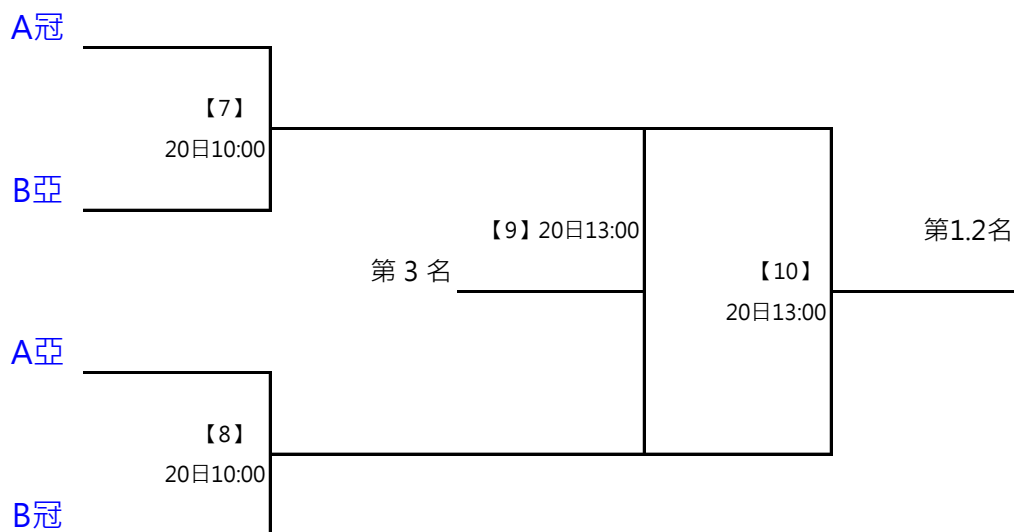 A冠
【7】
20日10:00
B亞
【9】20日13:00
第1.2名
第 3 名
【10】
20日13:00
A亞
【8】
20日10:00
B冠